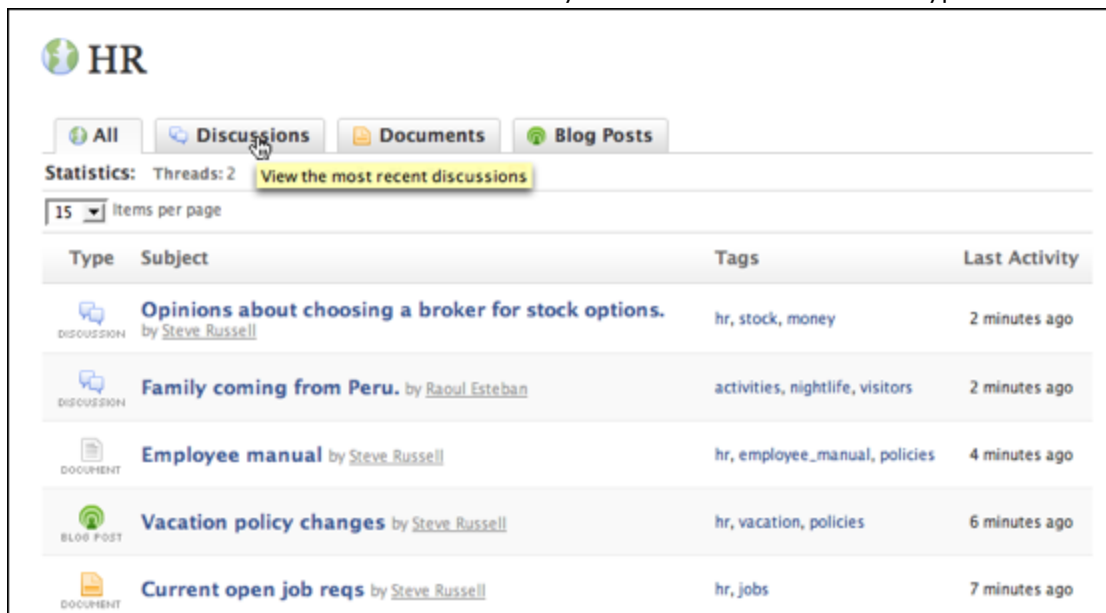 HR
All Discussions Documents Blog Posts
Statistics: Threads: 2 View the most recent discussions
15 Items per page
Type Subject Tags Last Activity
DISCUSSION Opinions about choosing a broker for stock options. hr, stock, money 2 minutes ago
by Steve Russell
DISCUSSION Family coming from Peru. by Raoul Esteban activities, nightlife, visitors 2 minutes ago
DOCUMENT Employee manual by Steve Russell hr, employee_manual, policies 4 minutes ago
BLOG POST Vacation policy changes by Steve Russell hr, vacation, policies 6 minutes ago
DOCUMENT Current open job reqs by Steve Russell hr, jobs 7 minutes ago